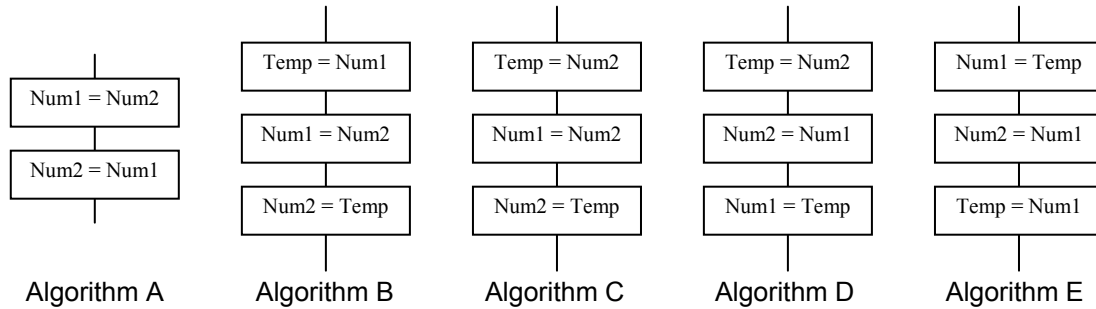 Num1 = Num2
Num2 = Num1
Algorithm A
Temp = Num1
Num1 = Num2
Num2 = Temp
Algorithm B
Temp = Num2
Num1 = Num2
Num2 = Temp
Algorithm C
Temp = Num2
Num2 = Num1
Num1 = Temp
Algorithm D
Num1 = Temp
Num2 = Num1
Temp = Num1
Algorithm E